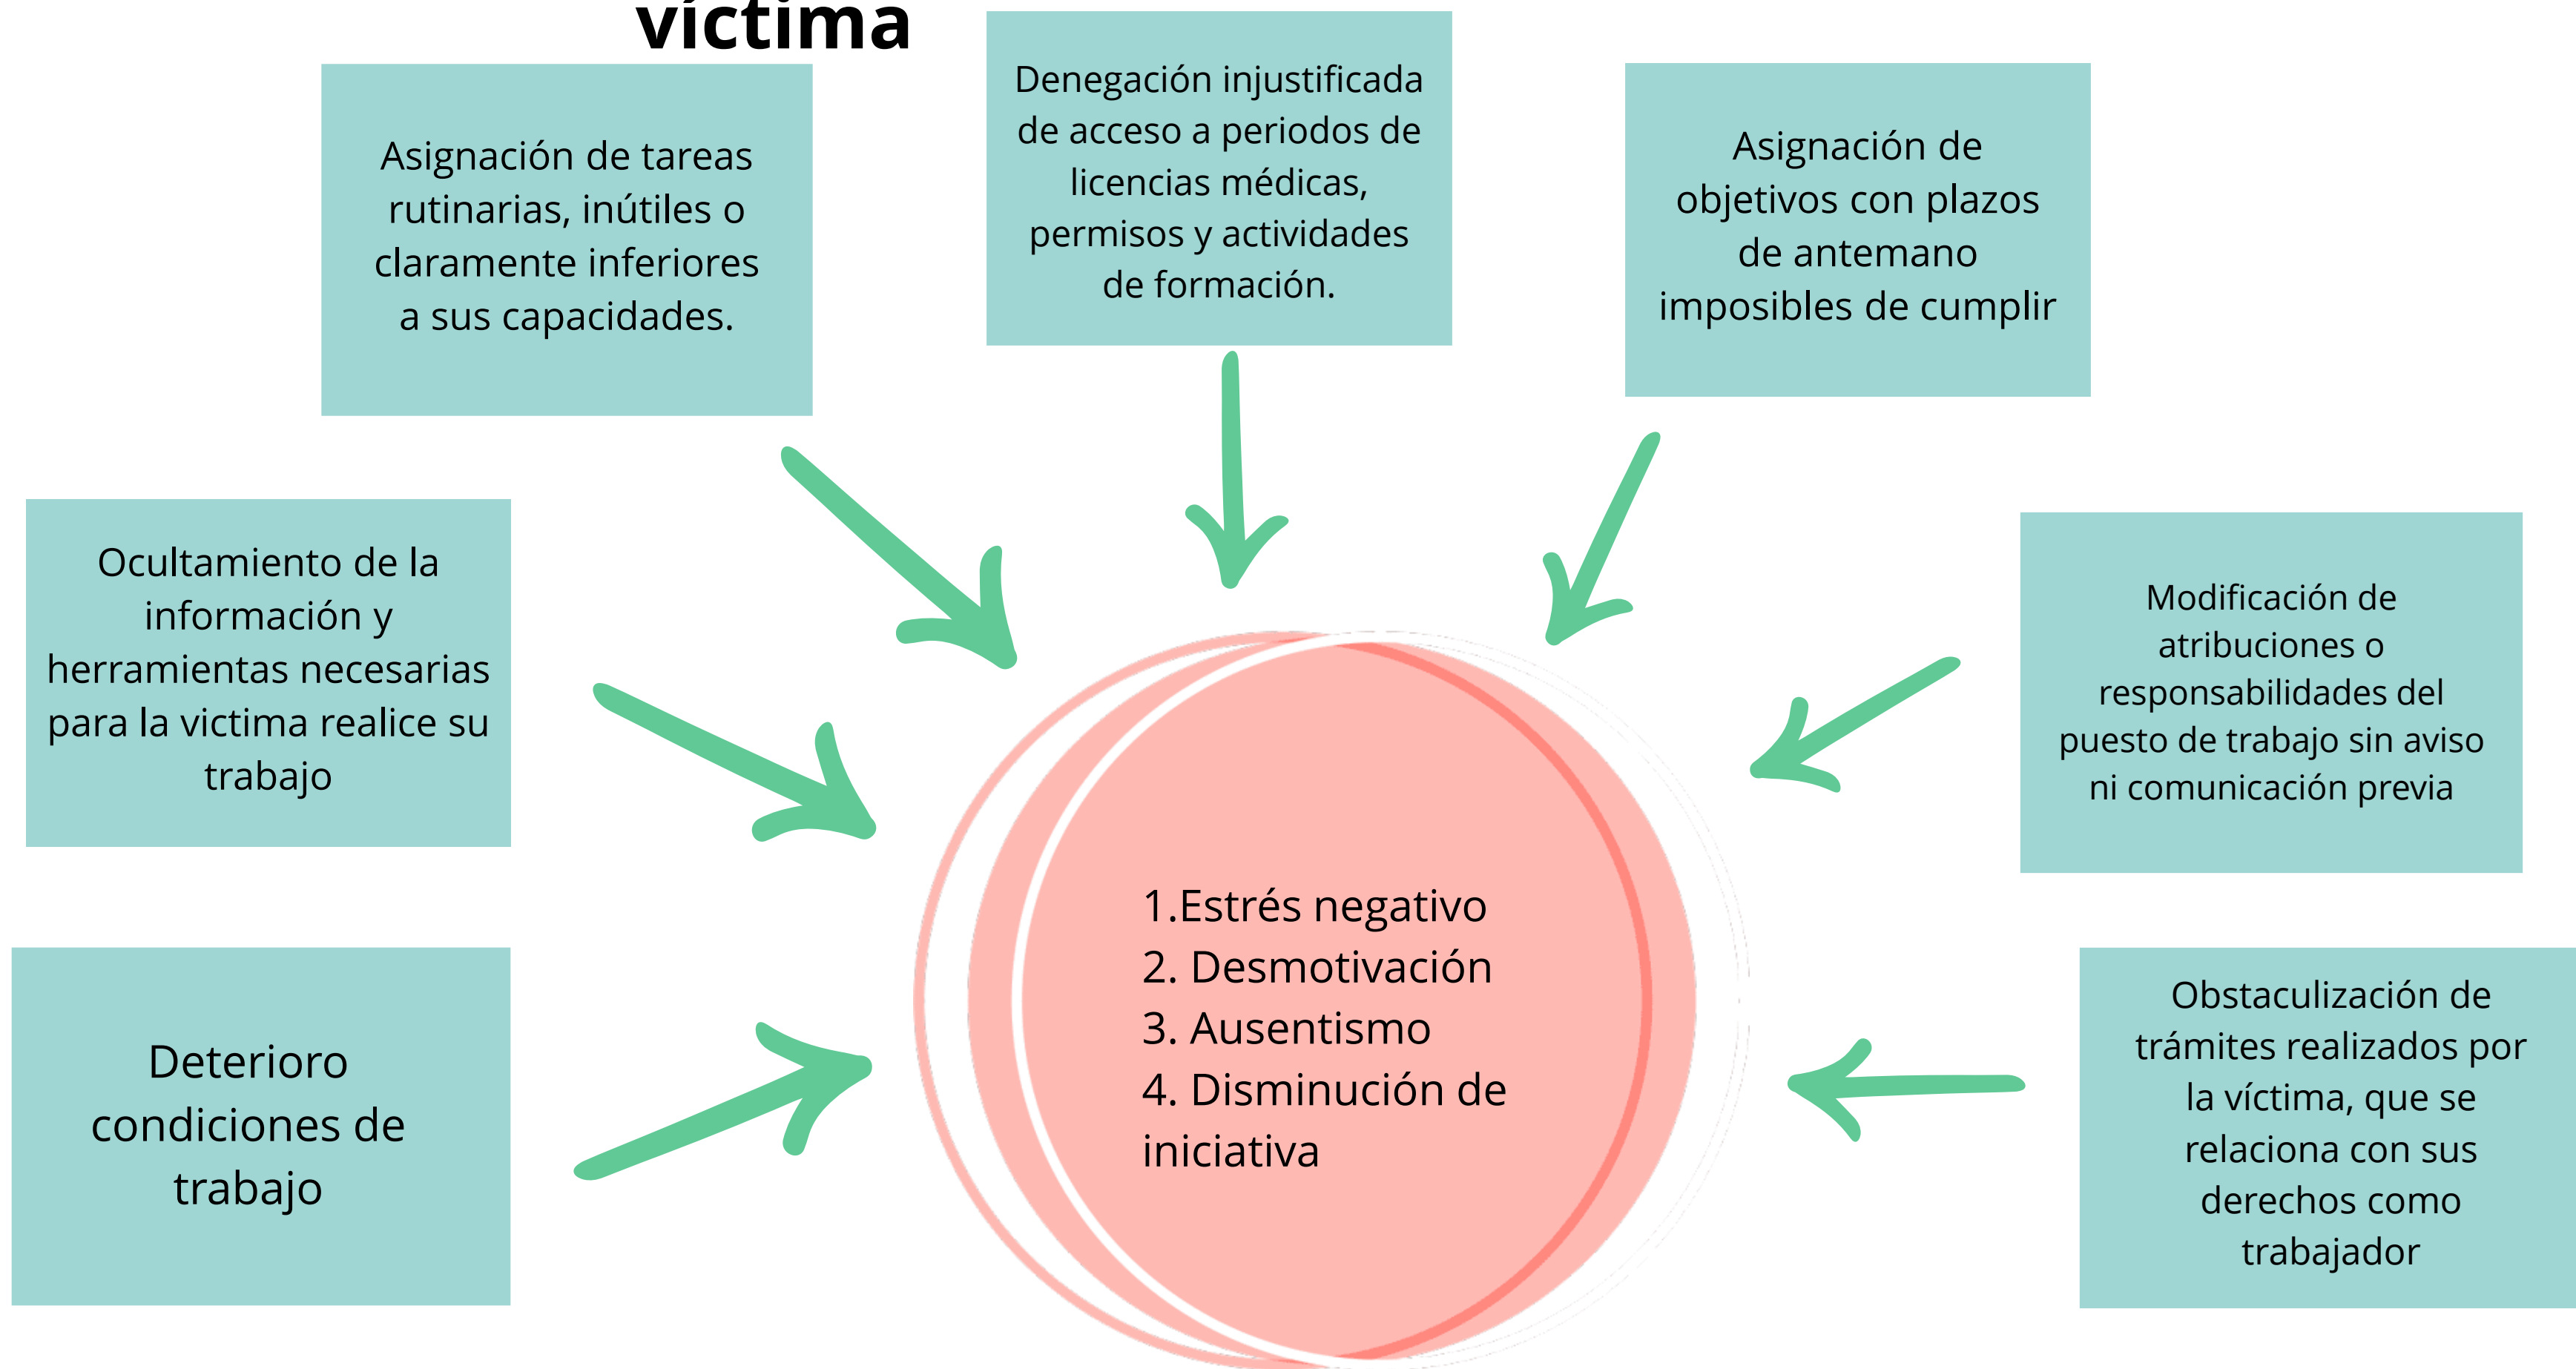 víctima
Asignación de tareas
rutinarias, inútiles o
claramente inferiores
a sus capacidades.
Denegación injustificada
de acceso a periodos de
licencias médicas,
permisos y actividades
de formación.
Asignación de
objetivos con plazos
de antemano
imposibles de cumplir
Ocultamiento de la
información y
herramientas necesarias
para la victima realice su
trabajo
Modificación de
atribuciones o
responsabilidades del
puesto de trabajo sin aviso
ni comunicación previa
Deterioro
condiciones de
trabajo
1.Estrés negativo
2. Desmotivación
3. Ausentismo
4. Disminución de
iniciativa
Obstaculización de
trámites realizados por
la víctima, que se
relaciona con sus
derechos como
trabajador